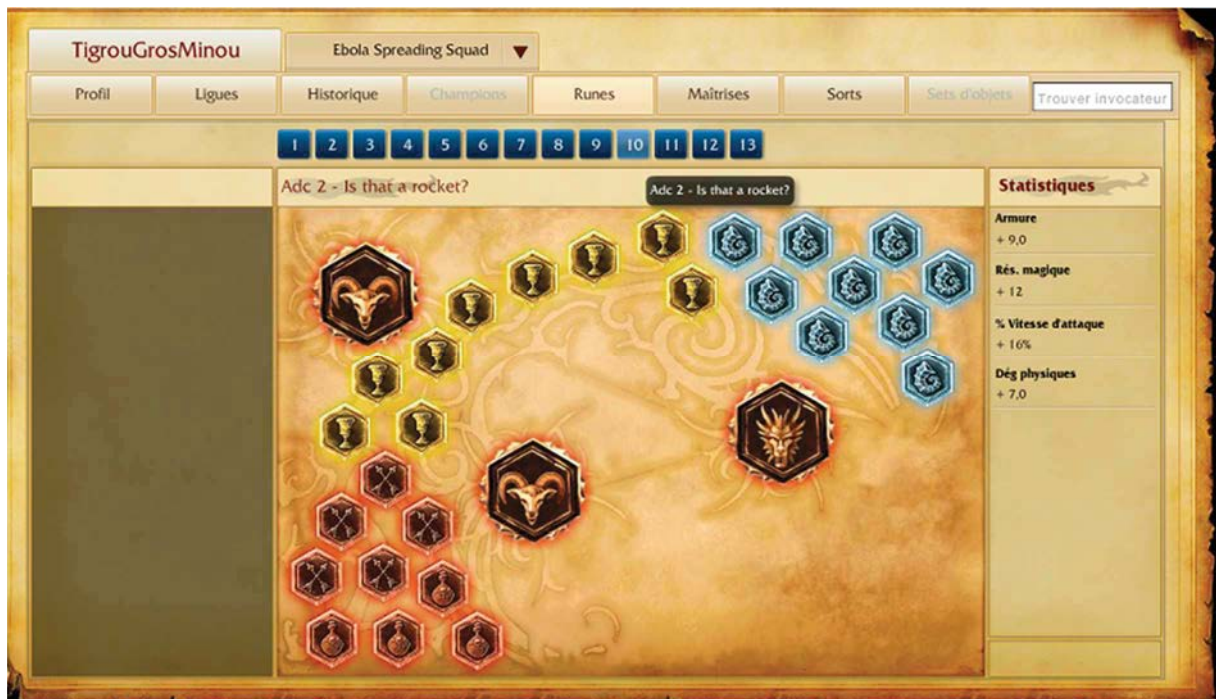 TigrouGrosMinou
Ebola Spreading Squad
Profil
Ligues
Historique
Champions
Runes
Maîtrises
Sorts
Sets d'objets
Trouver invocateur
1 2 3 4 5 6 7 8 9 10 11 12 13
Adc 2 - Is that a rocket?
Adc 2 - Is that a rocket?
Statistiques
Armure
+ 9,0
Rés. magique
+ 12
% Vitesse d'attaque
+ 16%
Dég physiques
+ 7,0